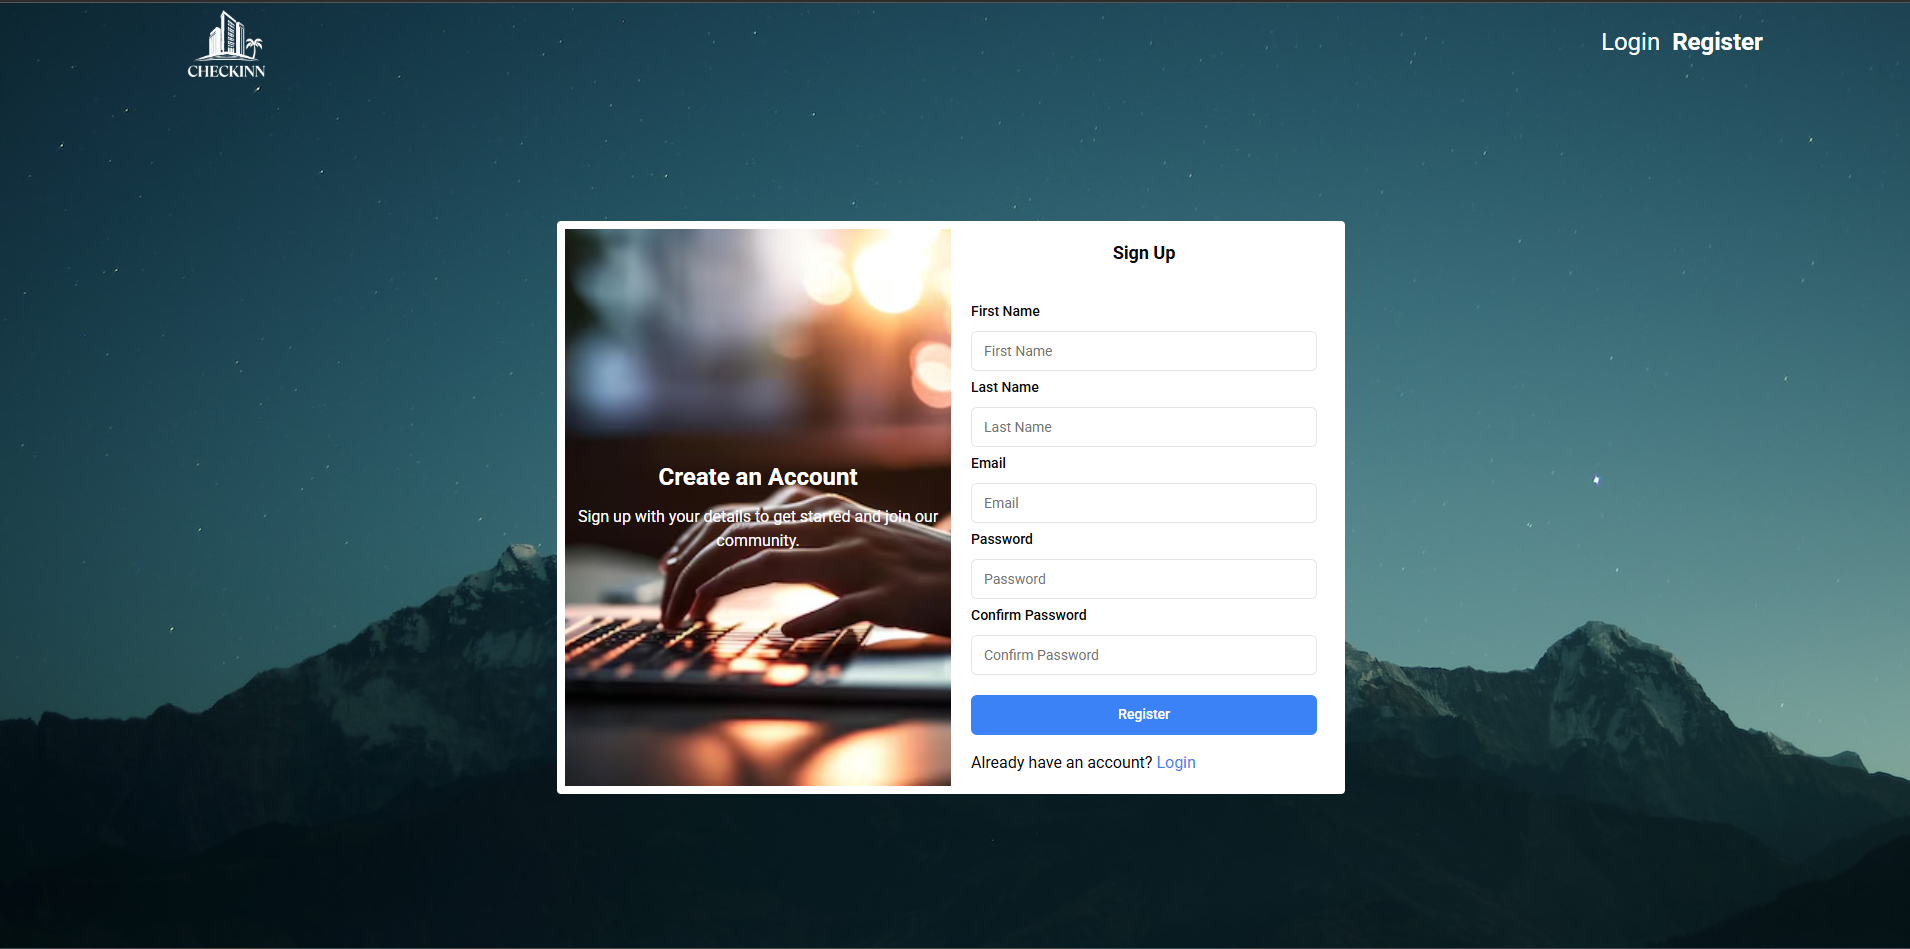 CHECKINN
Login Register
Create an Account
Sign up with your details to get started and join our
community.
Sign Up
First Name
First Name
Last Name
Last Name
Email
Email
Password
Password
Confirm Password
Confirm Password
Register
Already have an account? Login